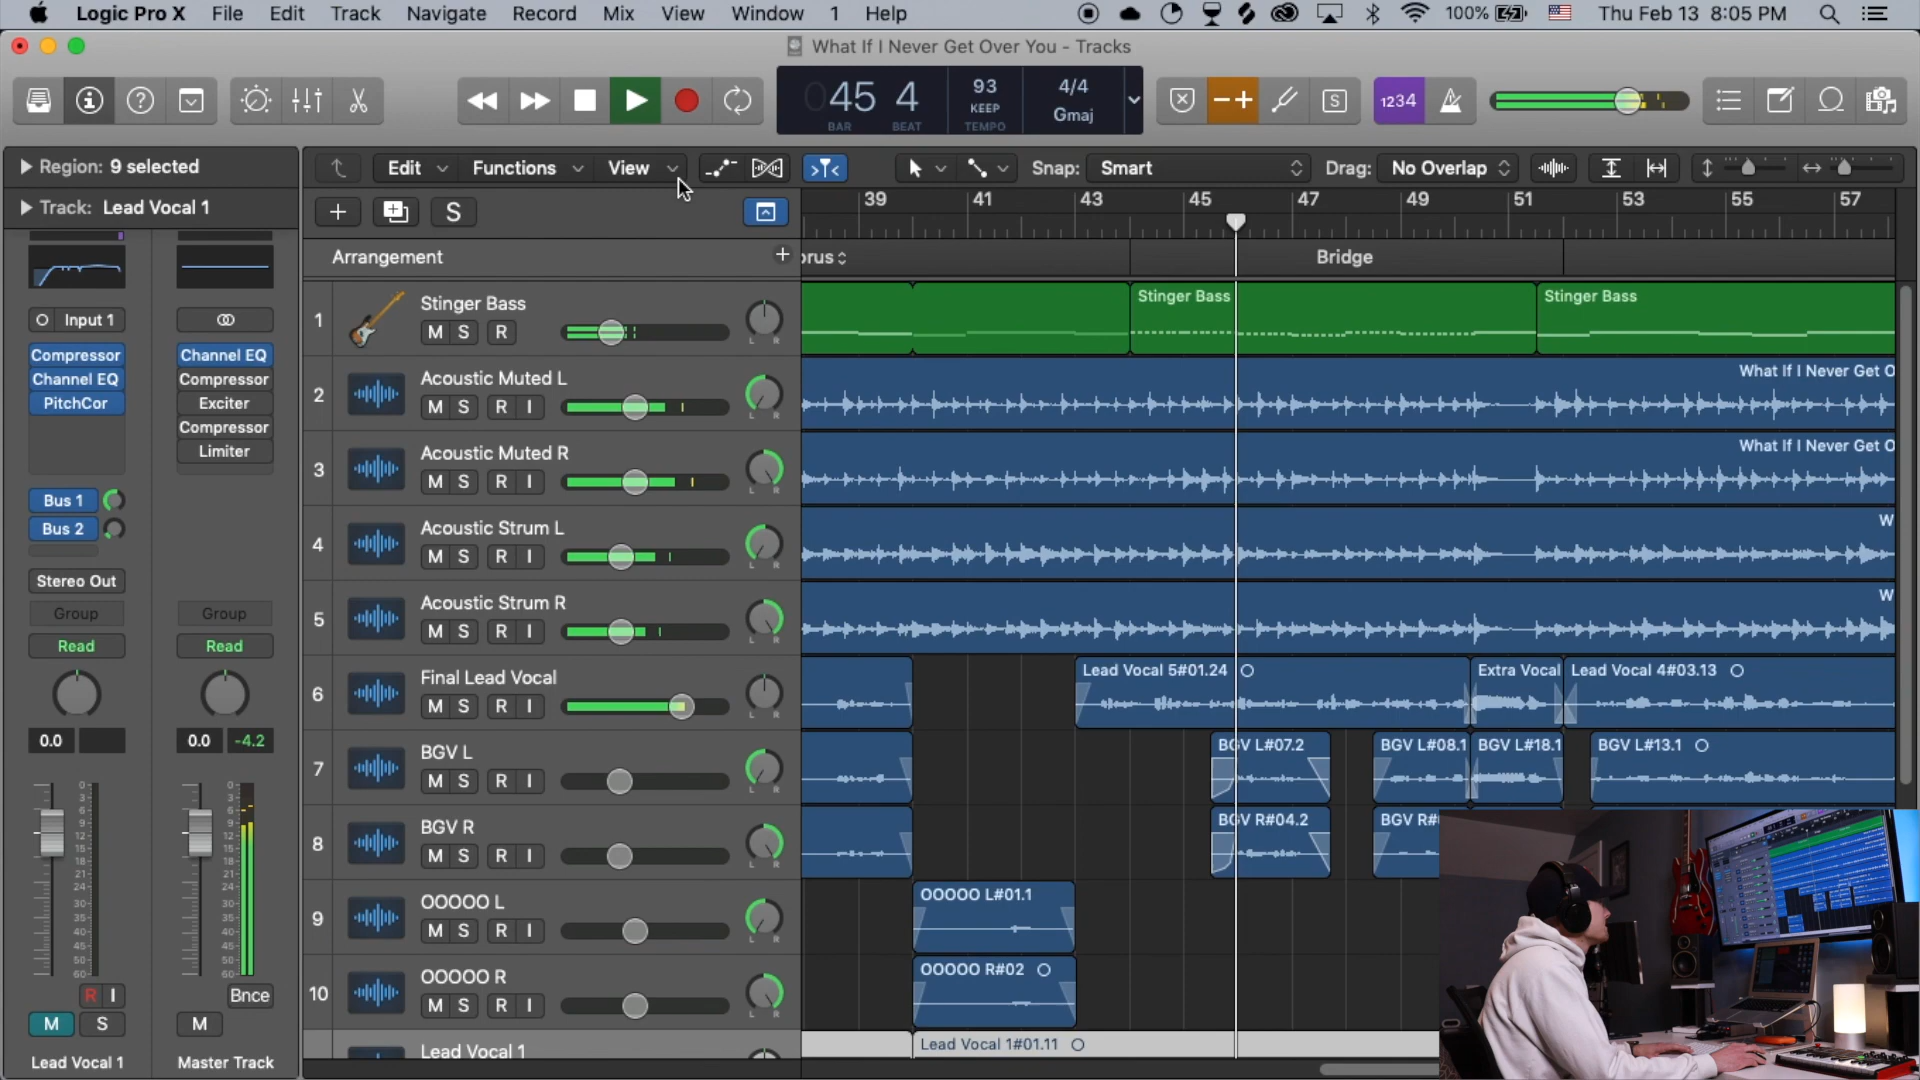 Logic Pro X File Edit Track Navigate Record Mix View Window 1 Help 100% Thu Feb 13 8:05 PM
What If I Never Get Over You - Tracks
045 4 93 KEEP TEMPO 4/4 Gmaj
BAR BEAT
S 1234
Region: 9 selected
Track: Lead Vocal 1
Edit Functions View Snap: Smart Drag: No Overlap
S
39 41 43 45 47 49 51 53 55 57
Arrangement
orus Bridge
Input 1
Compressor
Channel EQ
PitchCor
Bus 1
Bus 2
Stereo Out
Group
Read
0.0
R I
M S
Lead Vocal 1
Channel EQ
Compressor
Exciter
Compressor
Limiter
Group
Read
0.0 -4.2
Bnce
M
Master Track
1 Stinger Bass
M S R
L R
2 Acoustic Muted L
M S R I
L R
3 Acoustic Muted R
M S R I
L R
4 Acoustic Strum L
M S R I
L R
5 Acoustic Strum R
M S R I
L R
6 Final Lead Vocal
M S R I
L R
7 BGV L
M S R I
L R
8 BGV R
M S R I
L R
9 OOOOO L
M S R I
L R
10 OOOOO R
M S R I
L R
Lead Vocal 1
Stinger Bass Stinger Bass
What If I Never Get O
What If I Never Get O
W
W
Lead Vocal 5#01.24 Extra Vocal Lead Vocal 4#03.13
BGV L#07.2 BGV L#08.1 BGV L#18.1 BGV L#13.1
BGV R#04.2 BGV R#
OOOOO L#01.1
OOOOO R#02
Lead Vocal 1#01.11